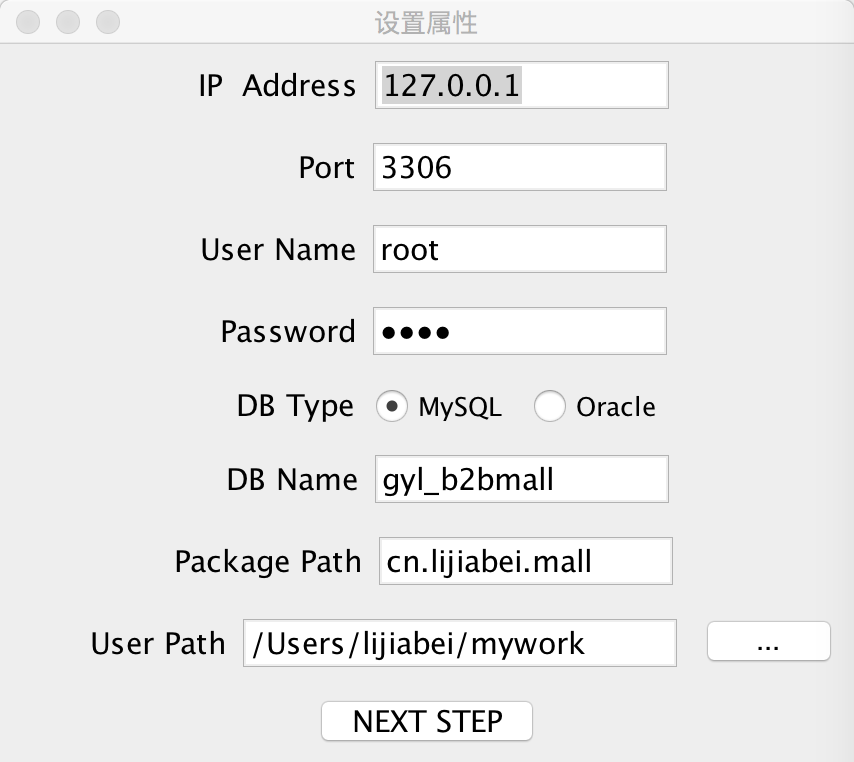 设置属性
IP Address 127.0.0.1
Port 3306
User Name root
Password ••••
DB Type MySQL Oracle
DB Name gyl_b2bmall
Package Path cn.lijiabei.mall
User Path /Users/lijiabei/mywork ...
NEXT STEP